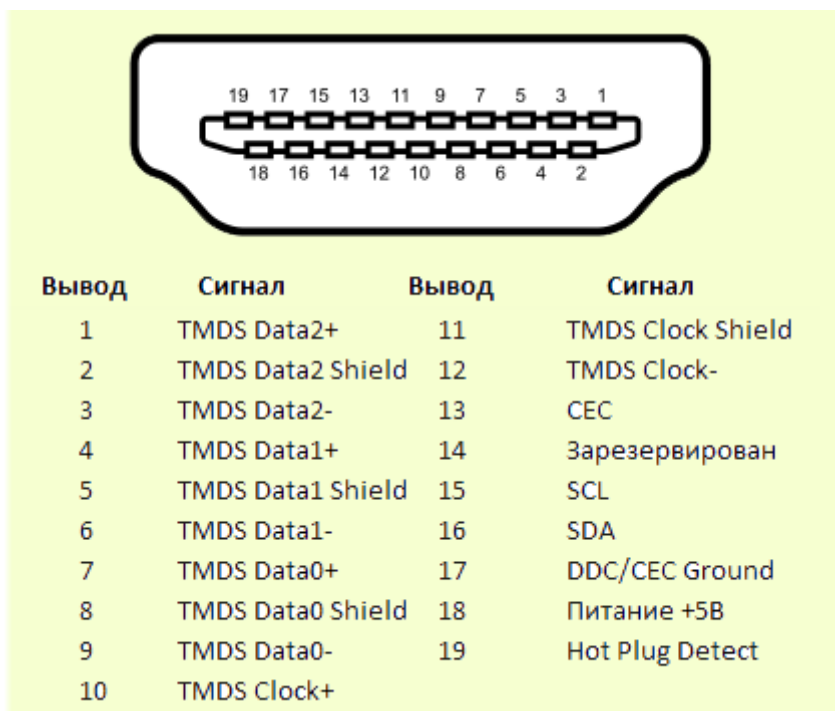 19 17 15 13 11 9 7 5 3 1
18 16 14 12 10 8 6 4 2
Вывод Сигнал Вывод Сигнал
1 TMDS Data2+ 11 TMDS Clock Shield
2 TMDS Data2 Shield 12 TMDS Clock-
3 TMDS Data2- 13 CEC
4 TMDS Data1+ 14 Зарезервирован
5 TMDS Data1 Shield 15 SCL
6 TMDS Data1- 16 SDA
7 TMDS Data0+ 17 DDC/CEC Ground
8 TMDS Data0 Shield 18 Питание +5В
9 TMDS Data0- 19 Hot Plug Detect
10 TMDS Clock+